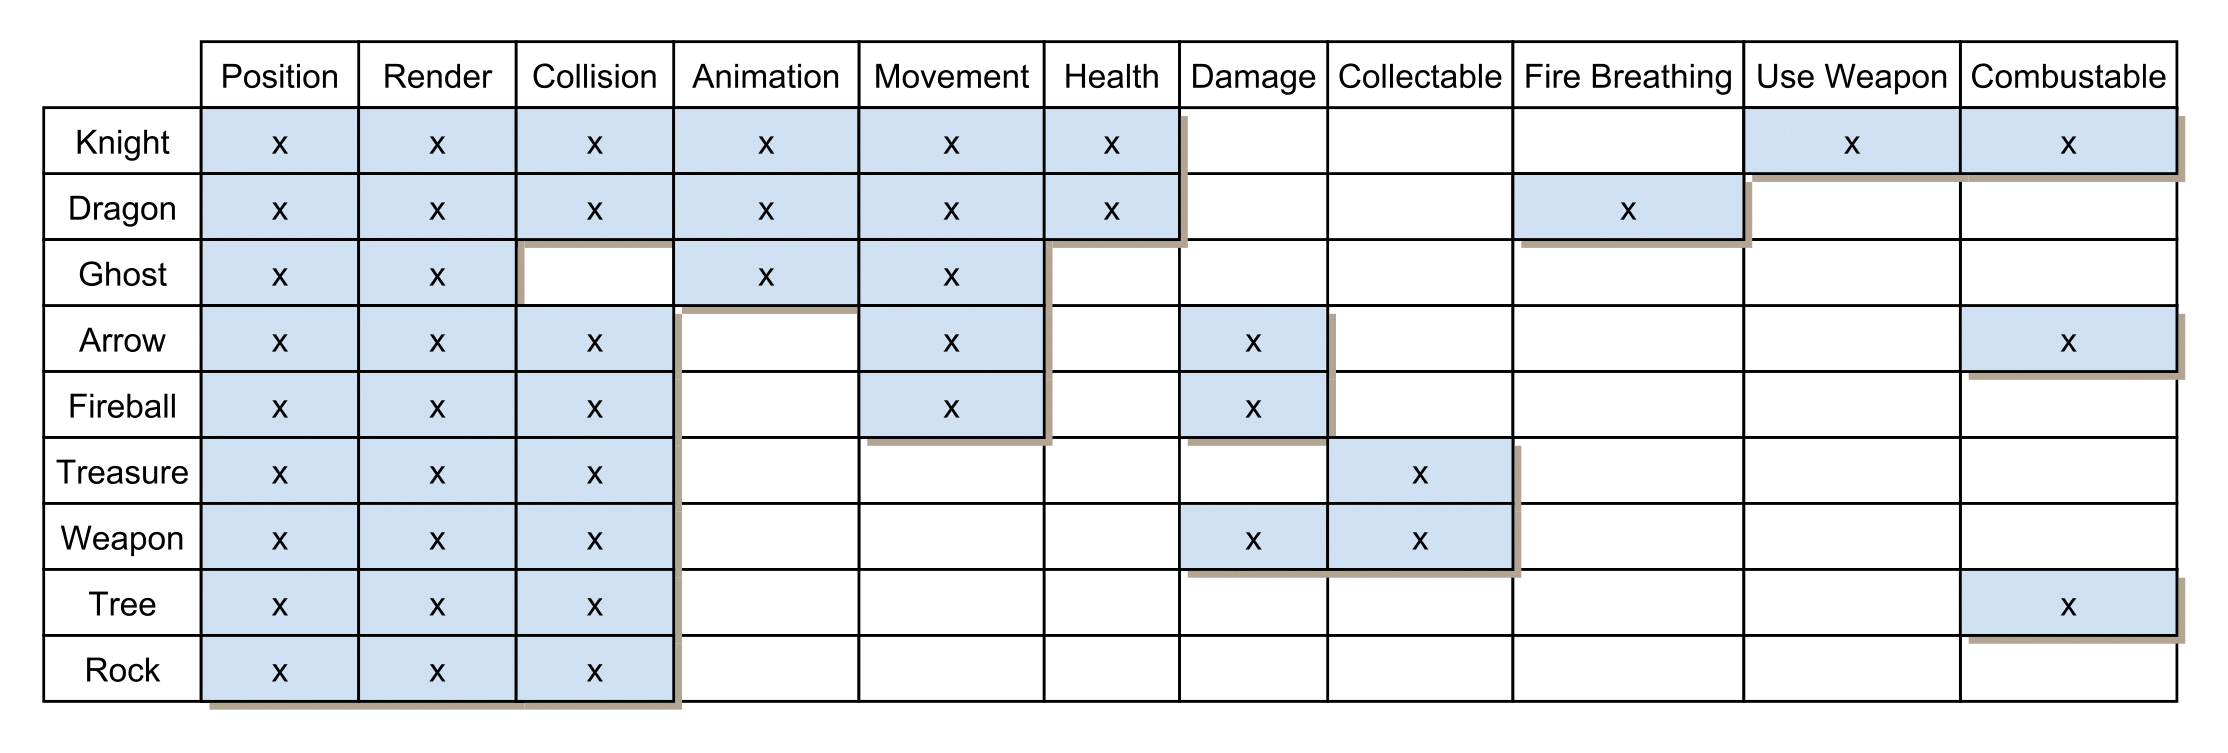 Position Render Collision Animation Movement Health Damage Collectable Fire Breathing Use Weapon Combustable
Knight x x x x x x x x
Dragon x x x x x x x
Ghost x x x x
Arrow x x x x x x
Fireball x x x x x
Treasure x x x x
Weapon x x x x x
Tree x x x x
Rock x x x